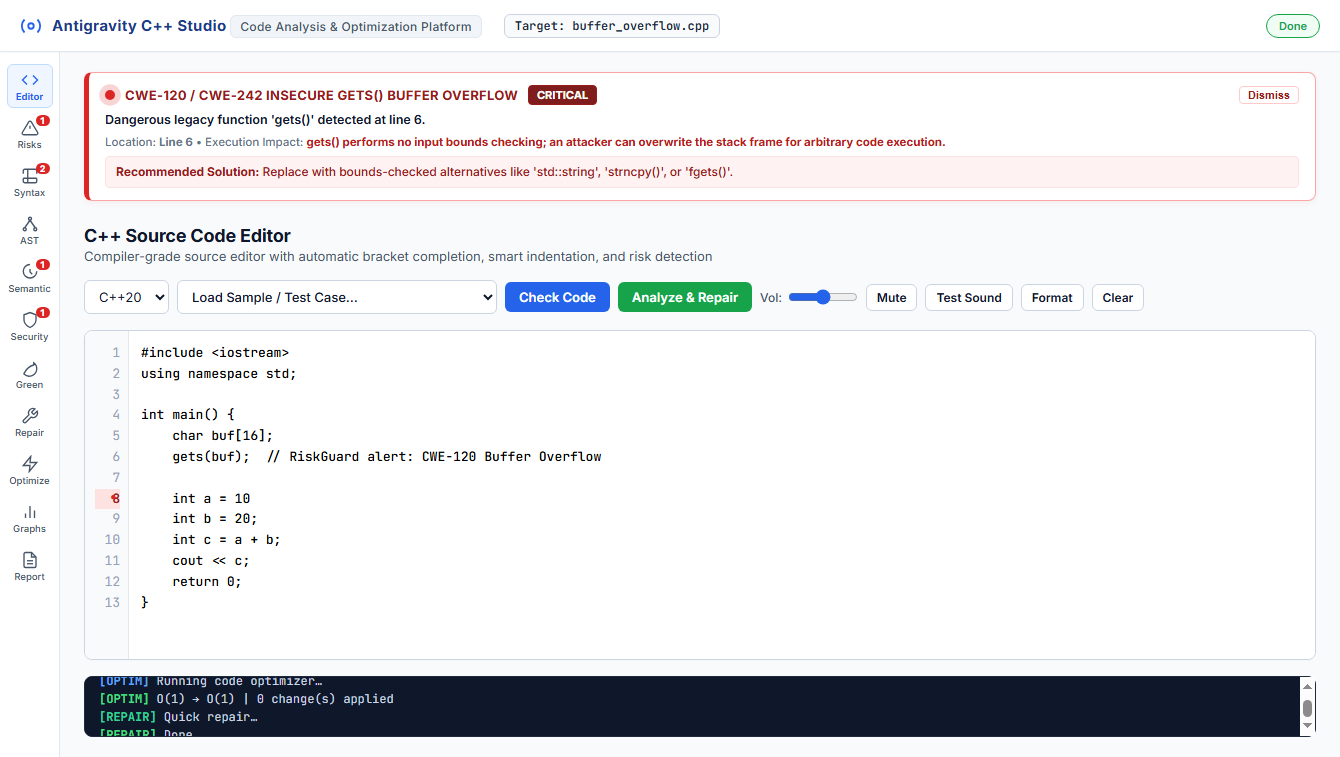 Antigravity C++ Studio Code Analysis & Optimization Platform Target: buffer_overflow.cpp Done
Editor
Risks 1
Syntax 2
AST
Semantic 1
Security 1
Green
Repair
Optimize
Graphs
Report
CWE-120 / CWE-242 INSECURE GETS() BUFFER OVERFLOW CRITICAL Dismiss
Dangerous legacy function 'gets()' detected at line 6.
Location: Line 6 • Execution Impact: gets() performs no input bounds checking; an attacker can overwrite the stack frame for arbitrary code execution.
Recommended Solution: Replace with bounds-checked alternatives like 'std::string', 'strncpy()', or 'fgets()'.
C++ Source Code Editor
Compiler-grade source editor with automatic bracket completion, smart indentation, and risk detection
C++20 Load Sample / Test Case... Check Code Analyze & Repair Vol: Mute Test Sound Format Clear
1 #include <iostream>
2 using namespace std;
3
4 int main() {
5     char buf[16];
6     gets(buf);  // RiskGuard alert: CWE-120 Buffer Overflow
7
8     int a = 10
9     int b = 20;
10     int c = a + b;
11     cout << c;
12     return 0;
13 }
[OPTIM] Running code optimizer…
[OPTIM] O(1) → O(1) | 0 change(s) applied
[REPAIR] Quick repair…
[REPAIR] Done